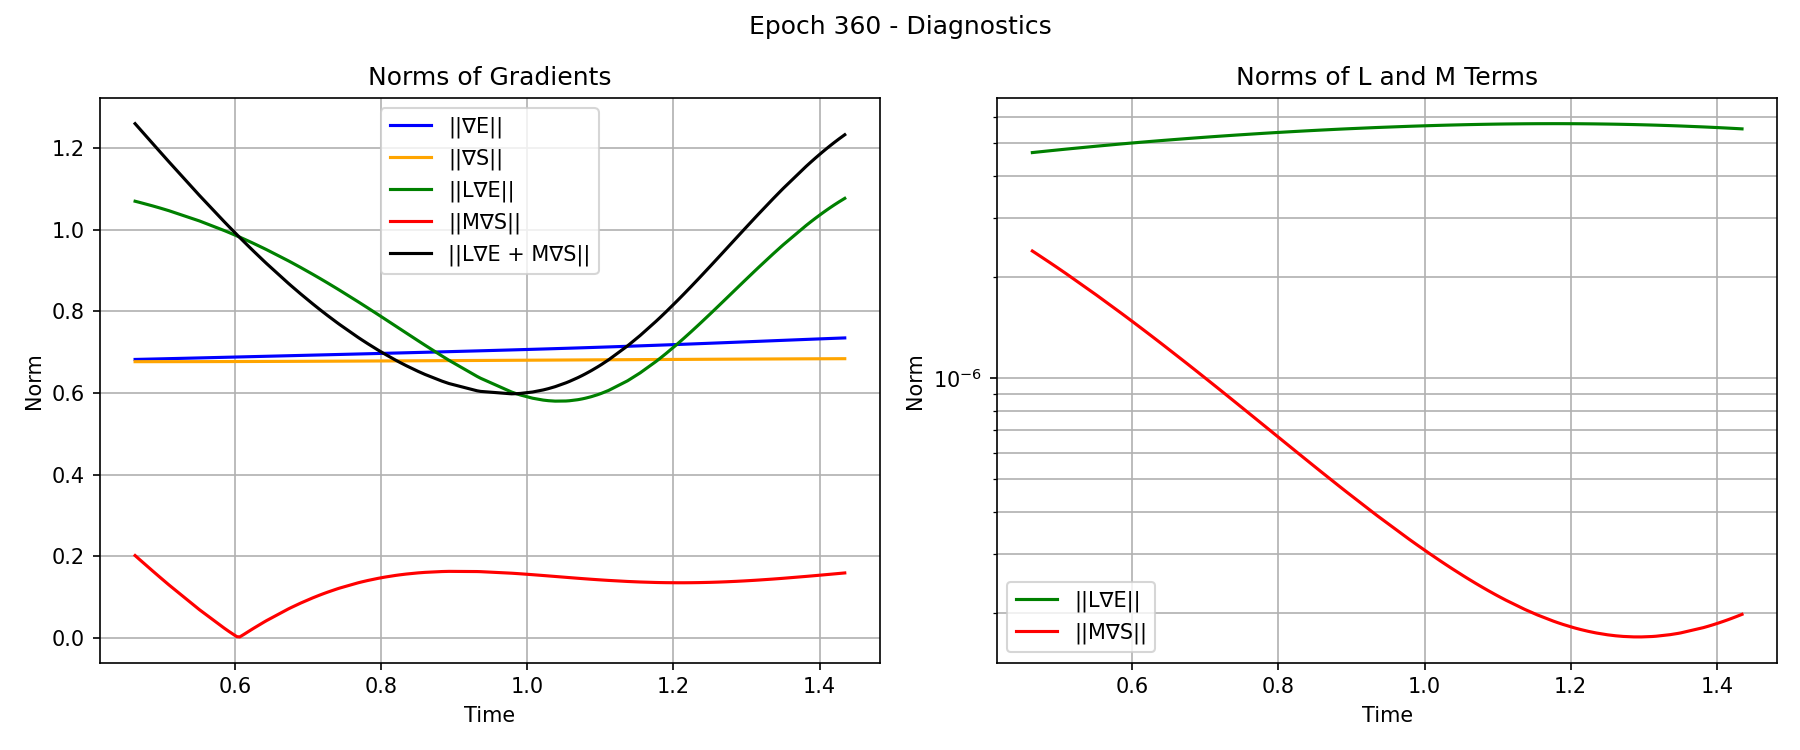 Epoch 360 - Diagnostics
Norms of Gradients
Norm
1.2
1.0
0.8
0.6
0.4
0.2
0.0
||∇E||
||∇S||
||L∇E||
||M∇S||
||L∇E + M∇S||
0.6 0.8 1.0 1.2 1.4
Time
Norms of L and M Terms
Norm
10⁻⁶
||L∇E||
||M∇S||
0.6 0.8 1.0 1.2 1.4
Time